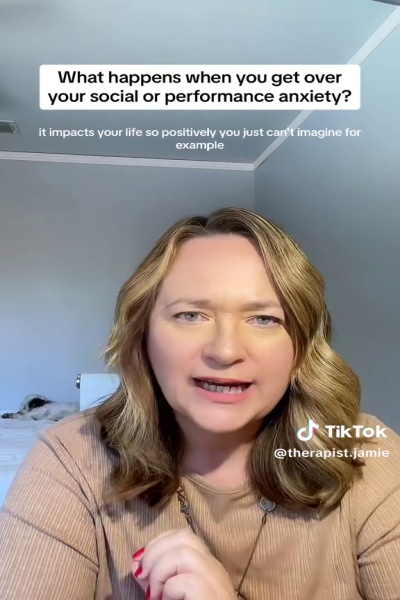 What happens when you get over
your social or performance anxiety?
it impacts your life so positively you just can't imagine for
example
TikTok
@therapist.jamie